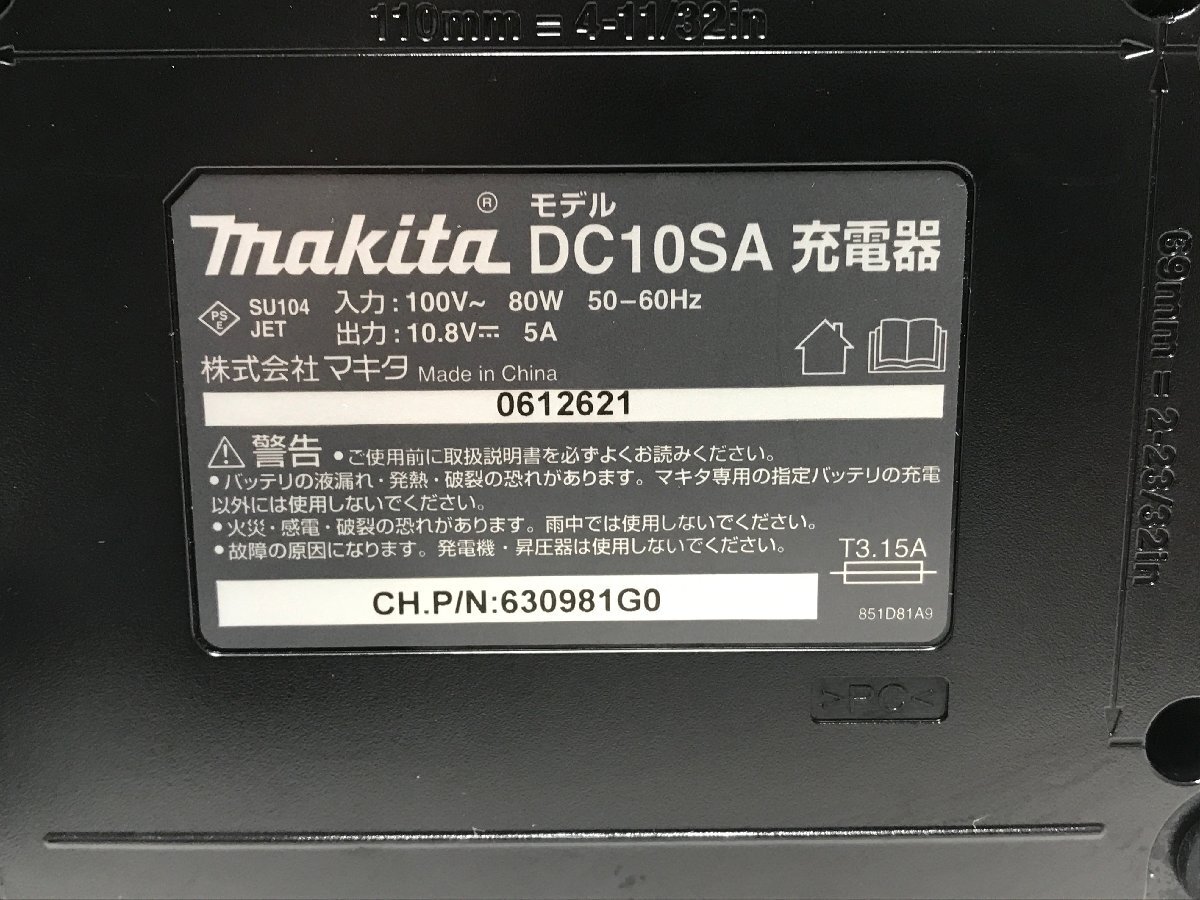 110mm = 4-11/32in
makita® モデル DC10SA 充電器
PSE SU104 JET
入力：100V~ 80W 50-60Hz
出力：10.8V⎓ 5A
株式会社マキタ Made in China
0612621
⚠警告 •ご使用前に取扱説明書を必ずよくお読みください。
•バッテリの液漏れ・発熱・破裂の恐れがあります。マキタ専用の指定バッテリの充電
以外には使用しないでください。
•火災・感電・破裂の恐れがあります。雨中では使用しないでください。
•故障の原因になります。発電機・昇圧器は使用しないでください。
T3.15A
CH.P/N:630981G0
851D81A9
>PC<
69mm = 2-23/32in